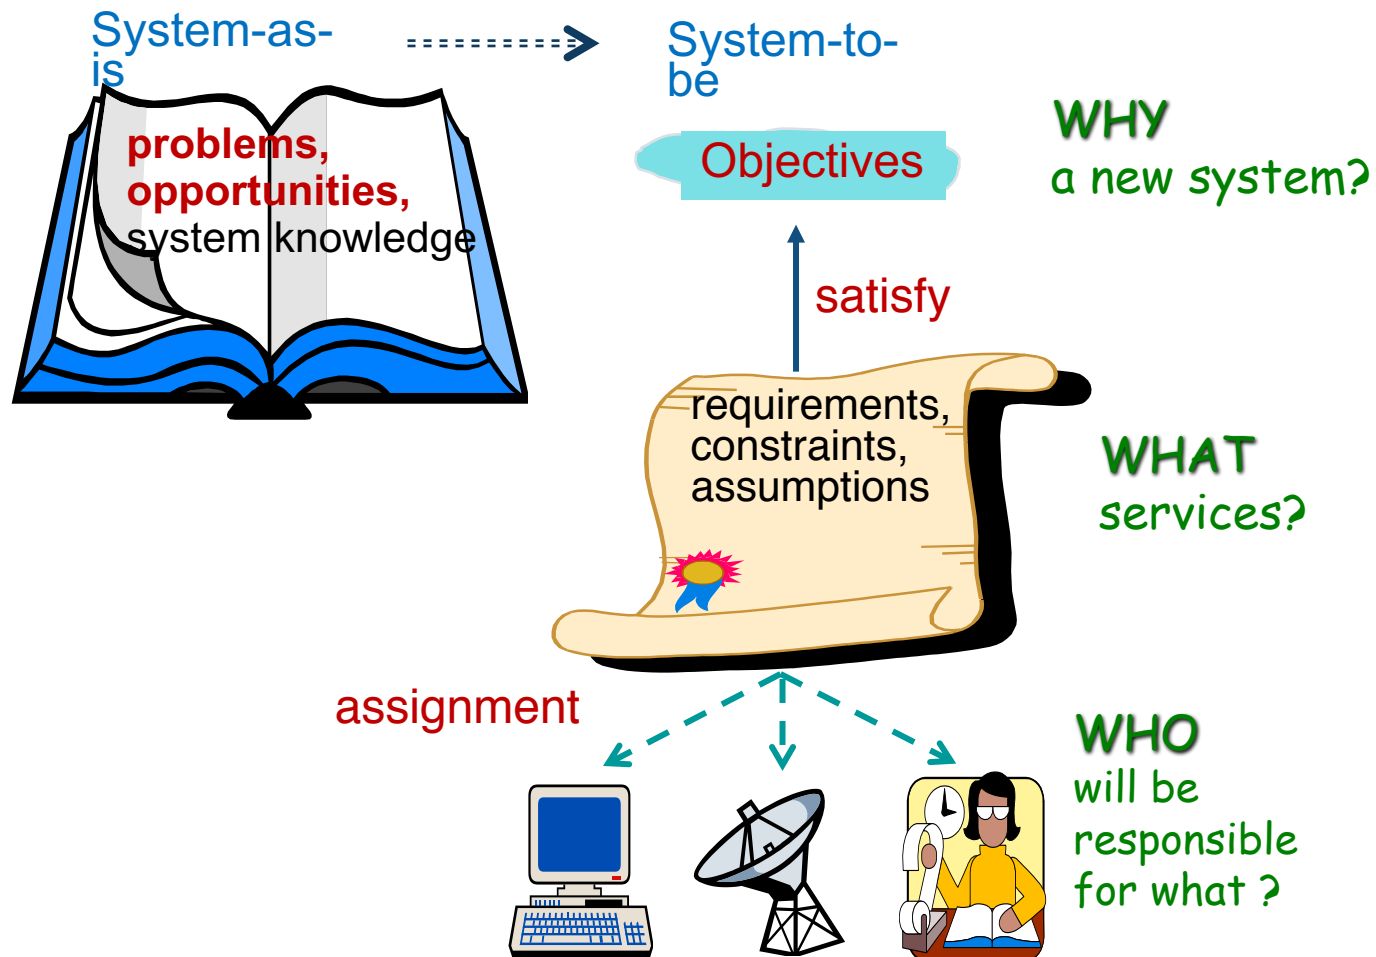 System-as-
is
System-to-
be
problems,
opportunities,
system knowledge
Objectives
WHY
a new system?
satisfy
requirements,
constraints,
assumptions
WHAT
services?
assignment
WHO
will be
responsible
for what ?